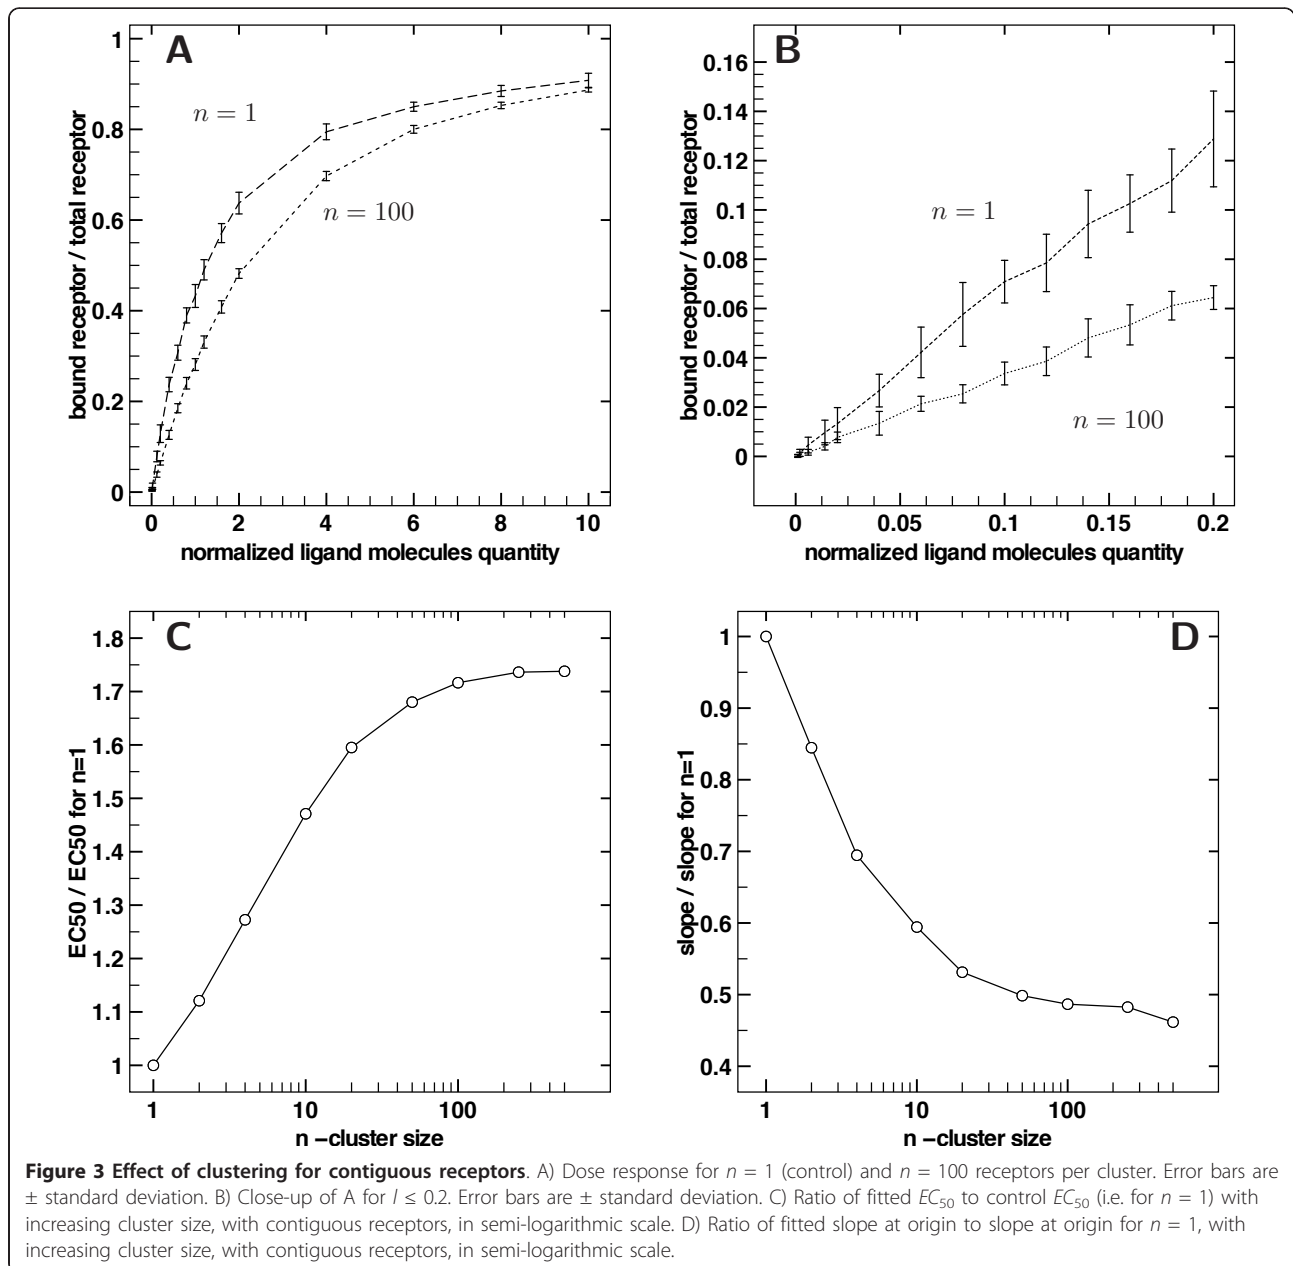 A
1
0.8
0.6
0.4
0.2
0
n = 1
n = 100
bound receptor / total receptor
0 2 4 6 8 10
normalized ligand molecules quantity
B
0.16
0.14
0.12
0.1
0.08
0.06
0.04
0.02
0
n = 1
n = 100
bound receptor / total receptor
0 0.05 0.1 0.15 0.2
normalized ligand molecules quantity
C
1.8
1.7
1.6
1.5
1.4
1.3
1.2
1.1
1
EC50 / EC50 for n=1
1 10 100
n −cluster size
D
1
0.9
0.8
0.7
0.6
0.5
0.4
slope / slope for n=1
1 10 100
n −cluster size
Figure 3 Effect of clustering for contiguous receptors. A) Dose response for n = 1 (control) and n = 100 receptors per cluster. Error bars are
± standard deviation. B) Close-up of A for l ≤ 0.2. Error bars are ± standard deviation. C) Ratio of fitted EC50 to control EC50 (i.e. for n = 1) with
increasing cluster size, with contiguous receptors, in semi-logarithmic scale. D) Ratio of fitted slope at origin to slope at origin for n = 1, with
increasing cluster size, with contiguous receptors, in semi-logarithmic scale.